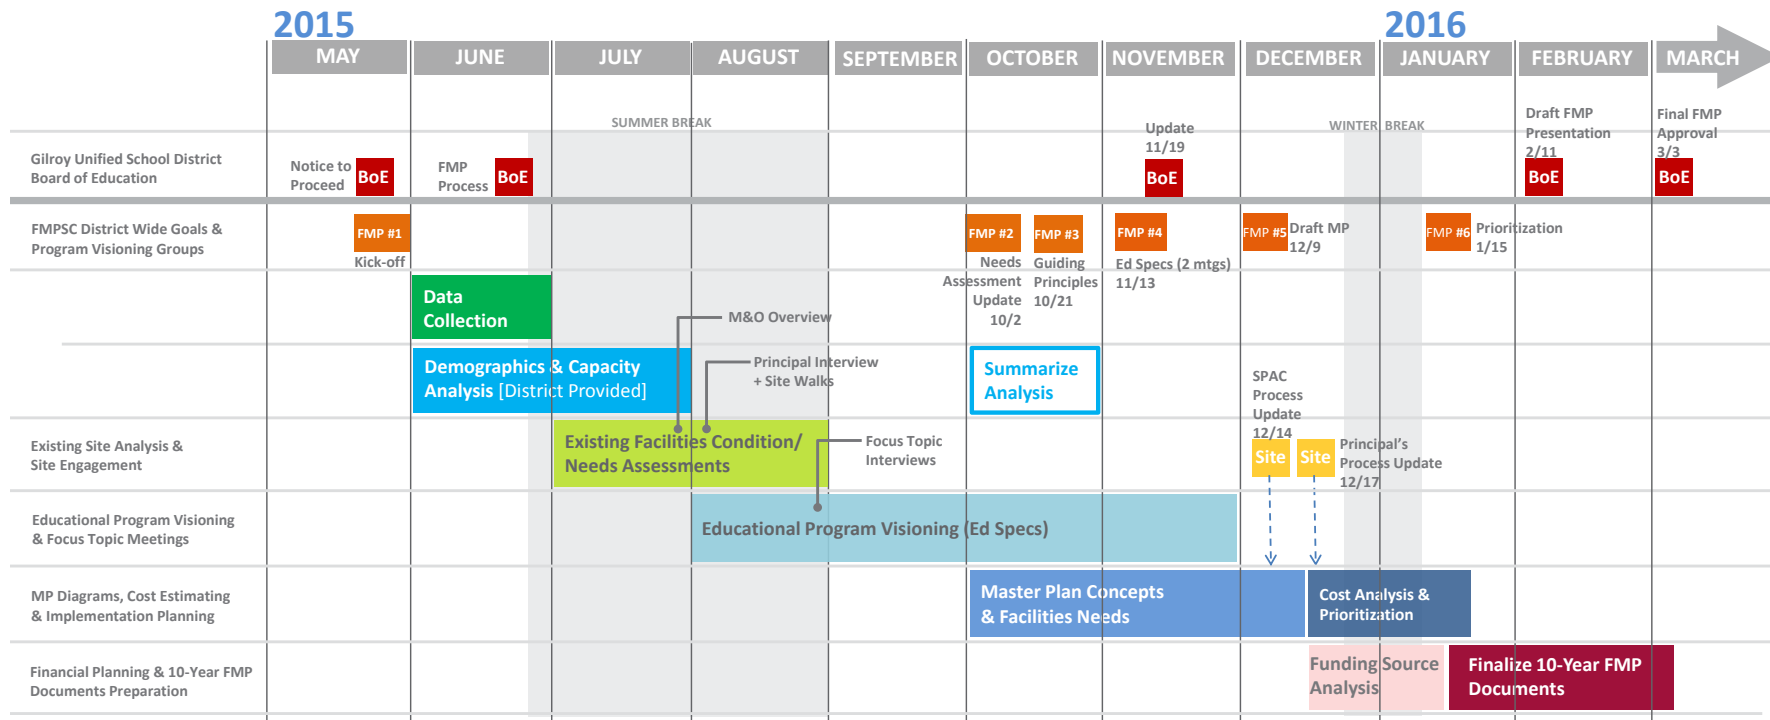 2015
2016
MAY
JUNE
JULY
AUGUST
SEPTEMBER
OCTOBER
NOVEMBER
DECEMBER
JANUARY
FEBRUARY
MARCH
SUMMER BREAK
WINTER BREAK
Gilroy Unified School District
Board of Education
Notice to
Proceed
BoE
FMP
Process
BoE
Update
11/19
BoE
Draft FMP
Presentation
2/11
BoE
Final FMP
Approval
3/3
BoE
FMPSC District Wide Goals &
Program Visioning Groups
FMP #1
Kick-off
FMP #2
Needs
Assessment
Update
10/2
FMP #3
Guiding
Principles
10/21
FMP #4
Ed Specs (2 mtgs)
11/13
FMP #5
Draft MP
12/9
FMP #6
Prioritization
1/15
Data
Collection
M&O Overview
Demographics & Capacity
Analysis [District Provided]
Principal Interview
+ Site Walks
Summarize
Analysis
SPAC
Process
Update
12/14
Existing Site Analysis &
Site Engagement
Existing Facilities Condition/
Needs Assessments
Focus Topic
Interviews
Site
Site
Principal's
Process Update
12/17
Educational Program Visioning
& Focus Topic Meetings
Educational Program Visioning (Ed Specs)
MP Diagrams, Cost Estimating
& Implementation Planning
Master Plan Concepts
& Facilities Needs
Cost Analysis &
Prioritization
Financial Planning & 10-Year FMP
Documents Preparation
Funding Source
Analysis
Finalize 10-Year FMP
Documents